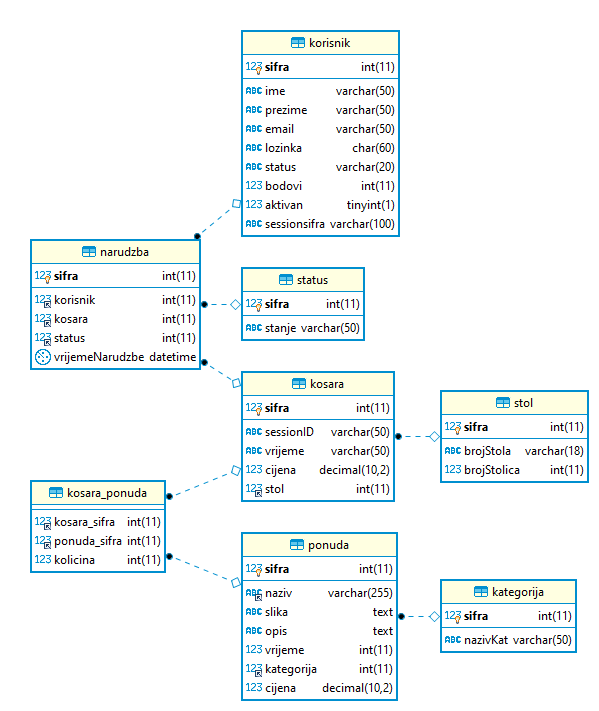 korisnik
123 sifra int(11)
ABC ime varchar(50)
ABC prezime varchar(50)
ABC email varchar(50)
ABC lozinka char(60)
ABC status varchar(20)
123 bodovi int(11)
123 aktivan tinyint(1)
ABC sessionsifra varchar(100)
narudzba
123 sifra int(11)
123 korisnik int(11)
123 kosara int(11)
123 status int(11)
vrijemeNarudzbe datetime
status
123 sifra int(11)
ABC stanje varchar(50)
kosara
123 sifra int(11)
ABC sessionID varchar(50)
ABC vrijeme varchar(50)
123 cijena decimal(10,2)
123 stol int(11)
stol
123 sifra int(11)
ABC brojStola varchar(18)
123 brojStolica int(11)
kosara_ponuda
123 kosara_sifra int(11)
123 ponuda_sifra int(11)
123 kolicina int(11)
ponuda
123 sifra int(11)
ABC naziv varchar(255)
ABC slika text
ABC opis text
123 vrijeme int(11)
123 kategorija int(11)
123 cijena decimal(10,2)
kategorija
123 sifra int(11)
ABC nazivKat varchar(50)